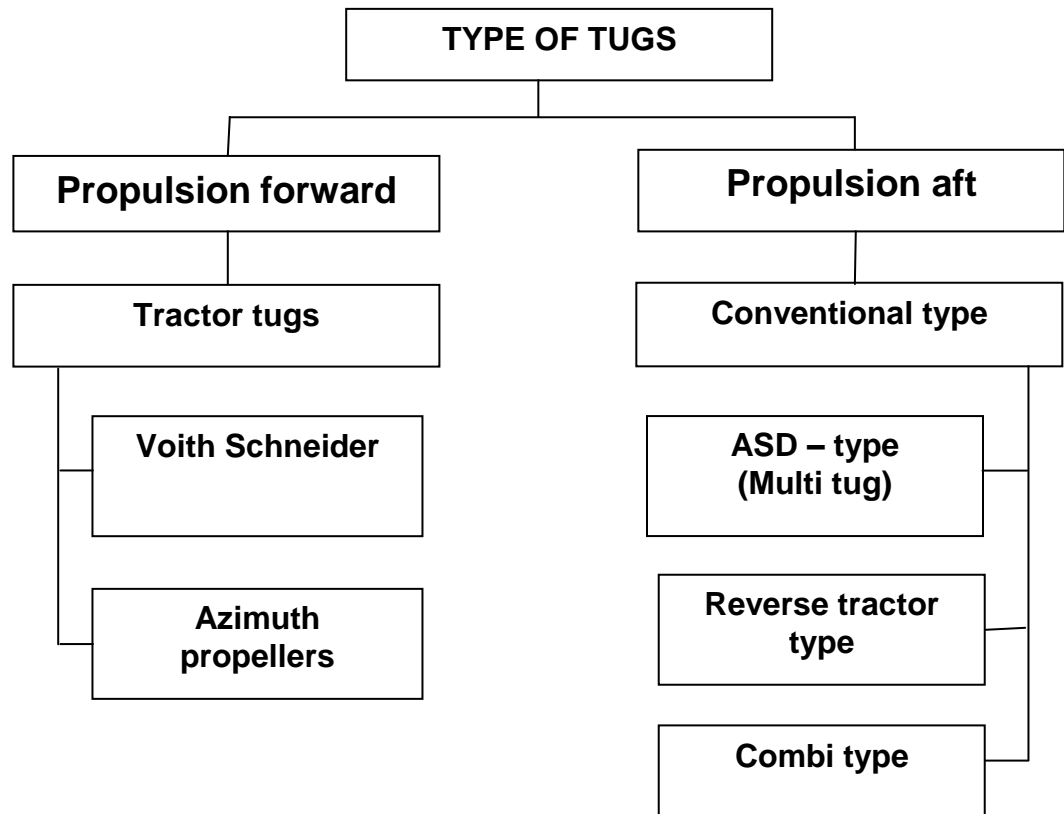 TYPE OF TUGS
Propulsion forward
Propulsion aft
Tractor tugs
Conventional type
Voith Schneider
ASD – type
(Multi tug)
Azimuth
propellers
Reverse tractor
type
Combi type